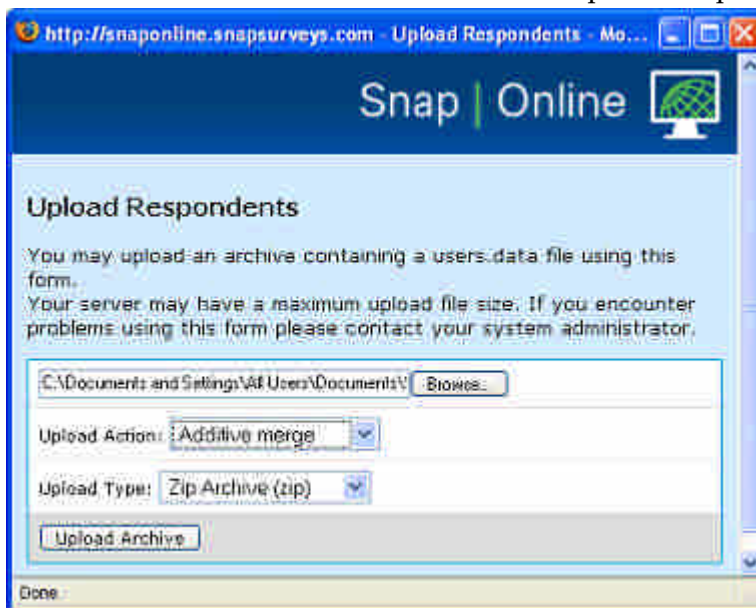 http://snaponline.snapsurveys.com - Upload Respondents - Mo...
Snap | Online
Upload Respondents
You may upload an archive containing a users.data file using this
form.
Your server may have a maximum upload file size. If you encounter
problems using this form please contact your system administrator.
C:\Documents and Settings\All Users\Documents\ Browse...
Upload Action: Additive merge
Upload Type: Zip Archive (zip)
Upload Archive
Done